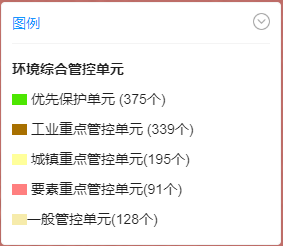 图例
环境综合管控单元
优先保护单元 (375个)
工业重点管控单元 (339个)
城镇重点管控单元(195个)
要素重点管控单元(91个)
一般管控单元(128个)